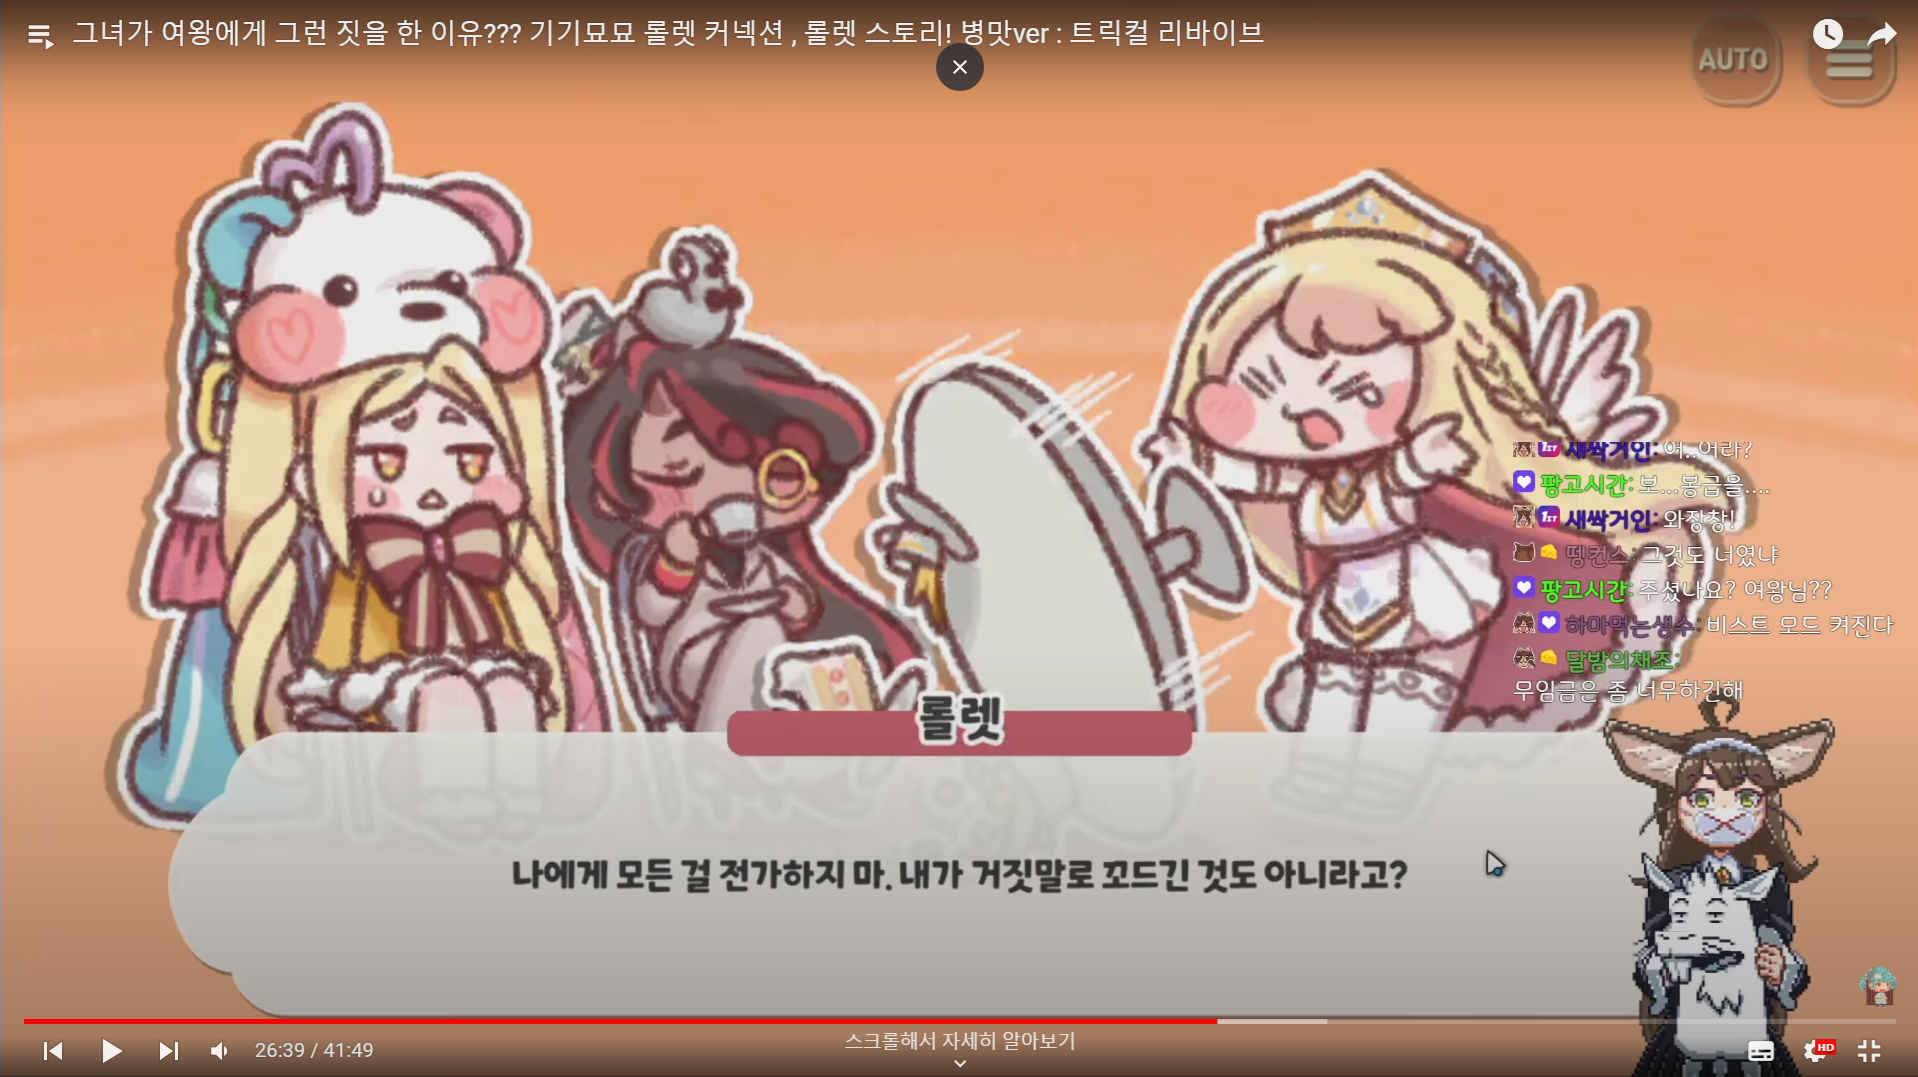 그녀가 여왕에게 그런 짓을 한 이유??? 기기묘묘 롤렛 커넥션 , 롤렛 스토리! 병맛ver : 트릭컬 리바이브
AUTO
새싹거인: 어..어라?
팡고시간: 보...봉급을....
새싹거인: 와장창!
떙컨스: 그것도 너였냐
팡고시간: 주셨나요? 여왕님??
하마먹는생수: 비스트 모드 켜진다
달밤의채조:
무임금은 좀 너무하긴해
롤렛
나에게 모든 걸 전가하지 마. 내가 거짓말로 꼬드긴 것도 아니라고?
스크롤해서 자세히 알아보기
26:39 / 41:49
HD